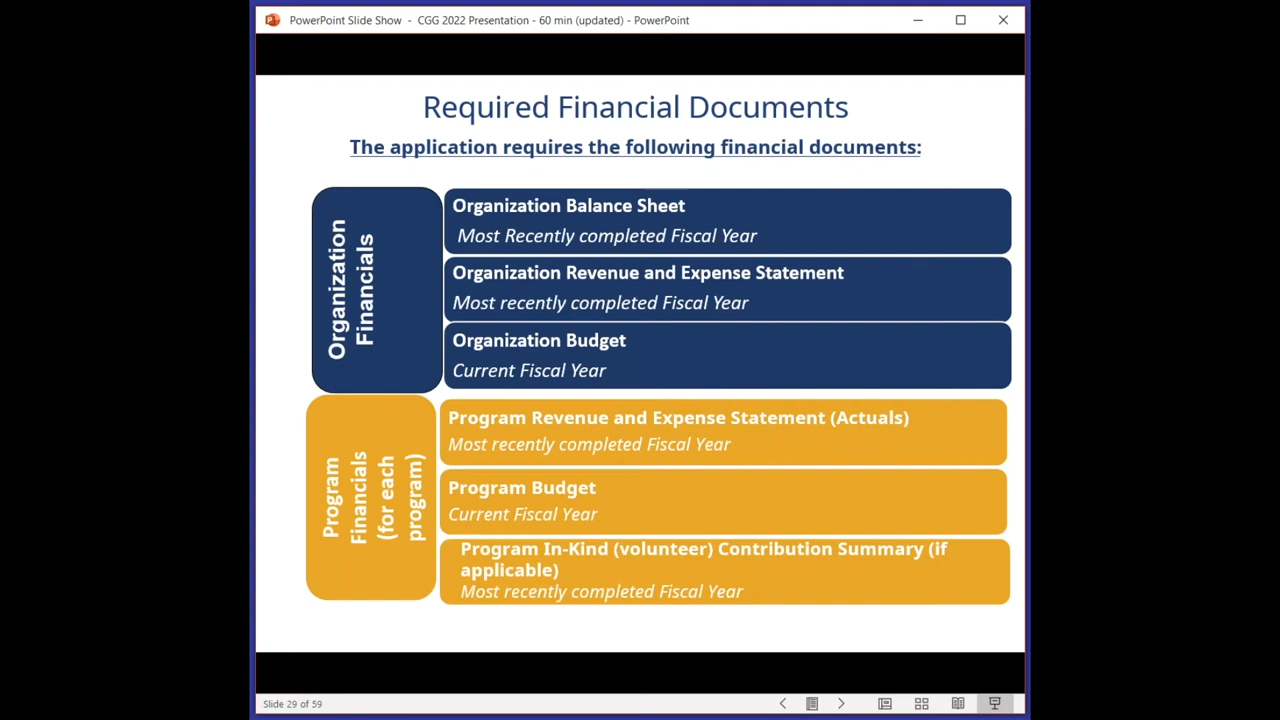 PowerPoint Slide Show - CGG 2022 Presentation - 60 min (updated) - PowerPoint
Required Financial Documents
The application requires the following financial documents:
Organization
Financials
Organization Balance Sheet
Most Recently completed Fiscal Year
Organization Revenue and Expense Statement
Most recently completed Fiscal Year
Organization Budget
Current Fiscal Year
Program
Financials
(for each
program)
Program Revenue and Expense Statement (Actuals)
Most recently completed Fiscal Year
Program Budget
Current Fiscal Year
Program In-Kind (volunteer) Contribution Summary (if
applicable)
Most recently completed Fiscal Year
Slide 29 of 59